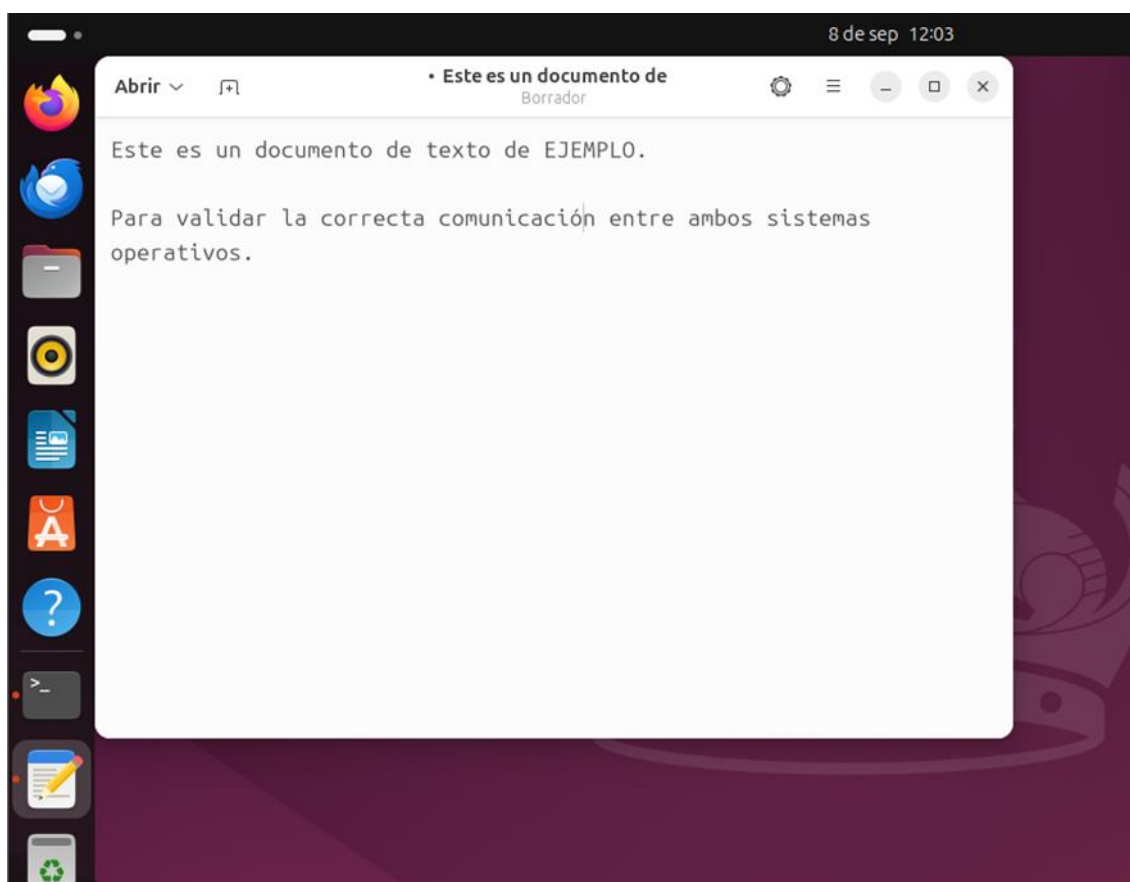 8 de sep 12:03
Abrir
• Este es un documento de
Borrador
Este es un documento de texto de EJEMPLO.
Para validar la correcta comunicación entre ambos sistemas
operativos.